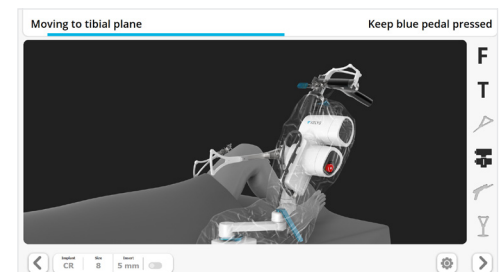 Moving to tibial plane
Keep blue pedal pressed
F
T
Implant Size Insert
CR 8 5 mm